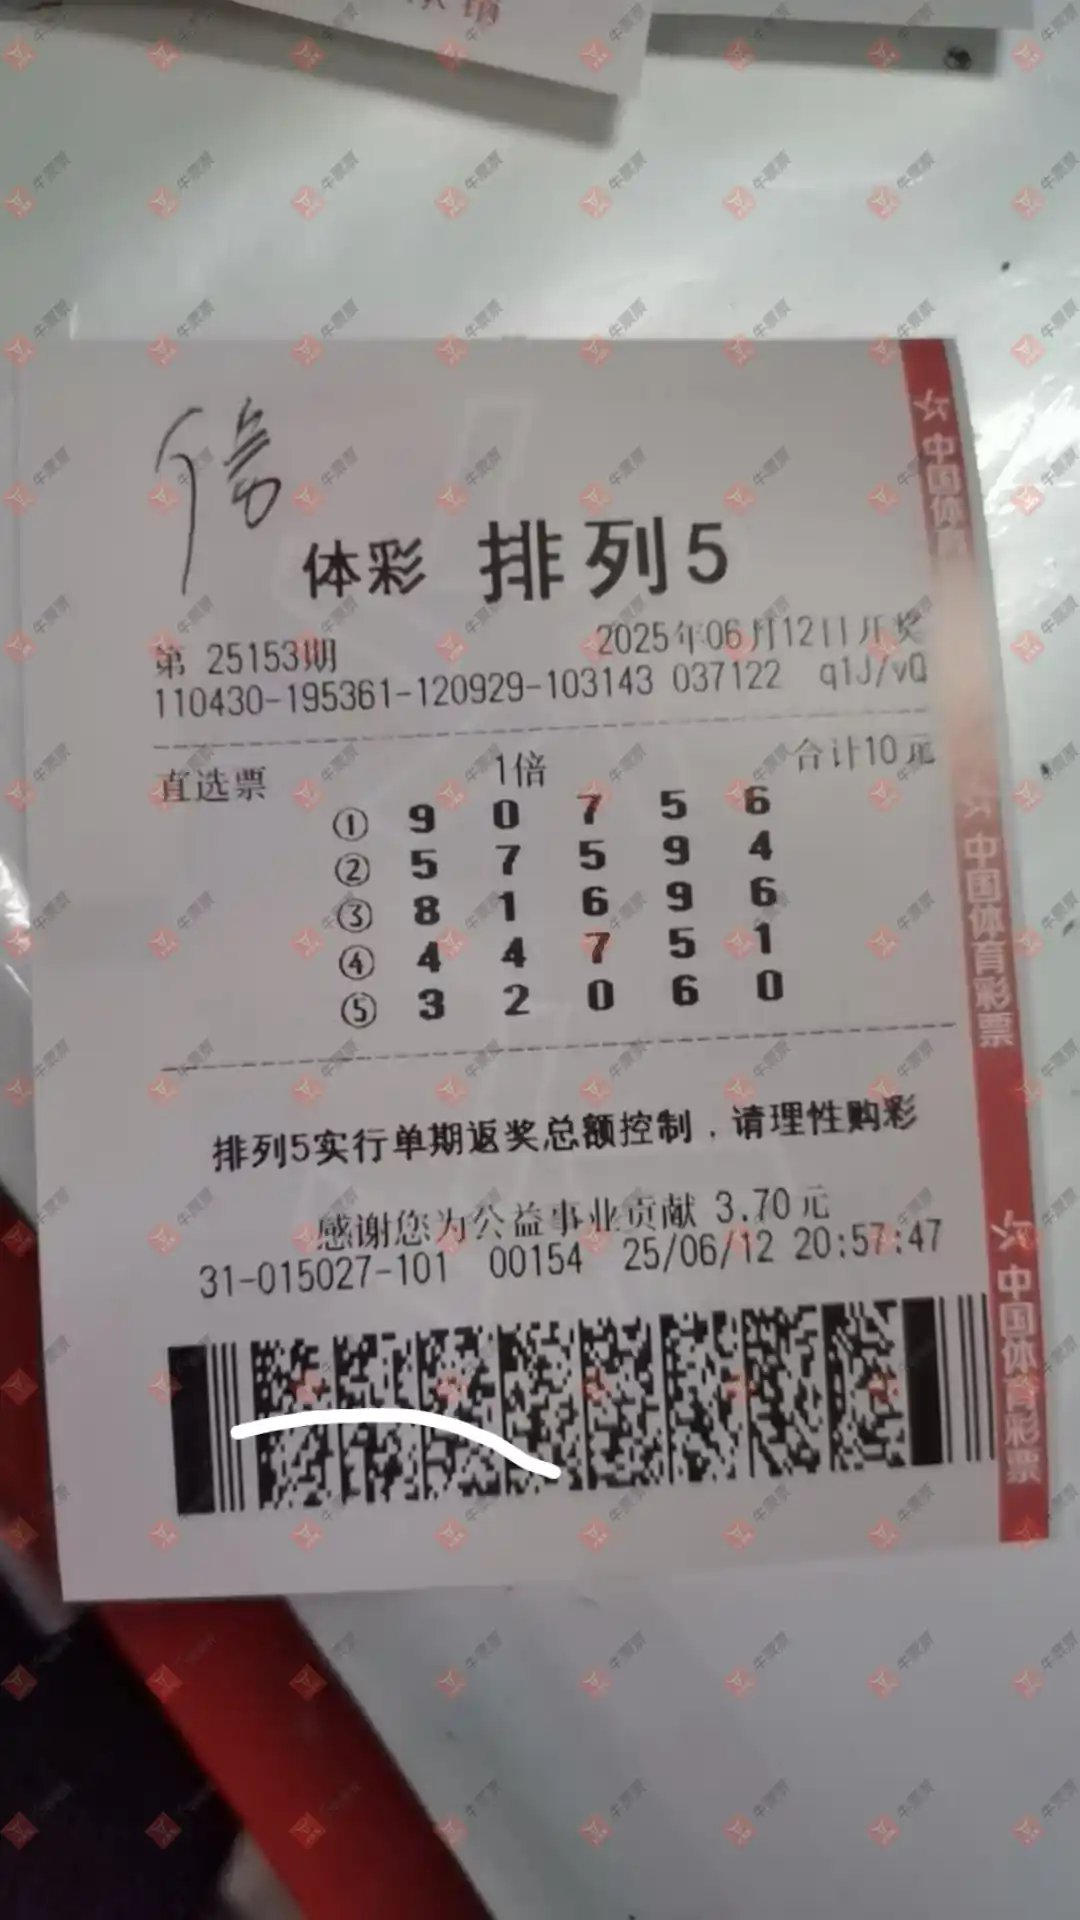 体彩 排列5
第 25153期 2025年06月12日开奖
110430-195361-120929-103143 037122 q1J/vQ
直选票 1倍 合计10元
① 9 0 7 5 6
② 5 7 5 9 4
③ 8 1 6 9 6
④ 4 4 7 5 1
⑤ 3 2 0 6 0
排列5实行单期返奖总额控制，请理性购彩
感谢您为公益事业贡献 3.70元
31-015027-101 00154 25/06/12 20:57:47
中国体育
中国体育彩票
中国体育彩票
牛票票